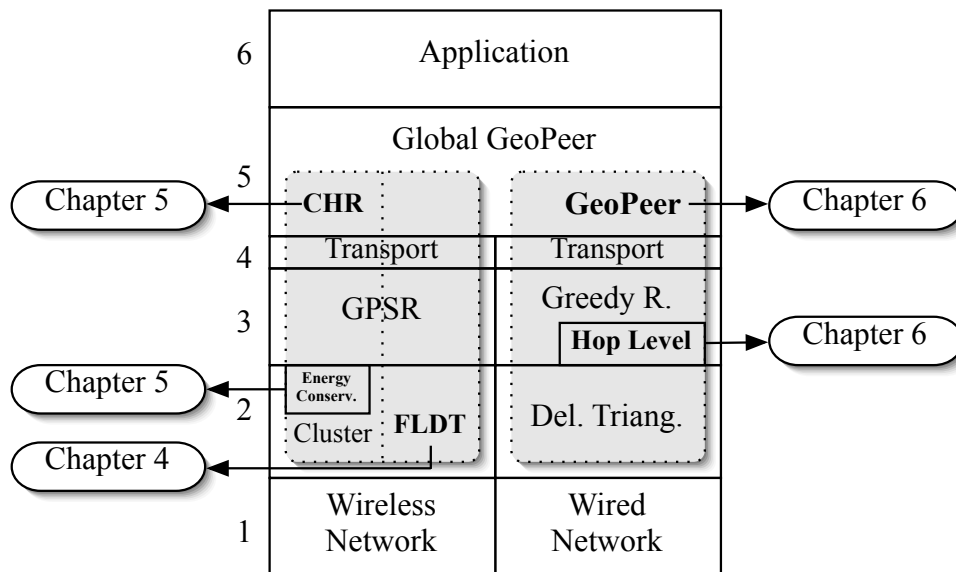 6
Application
Global GeoPeer
5
Chapter 5
CHR
GeoPeer
Chapter 6
4
Transport
Transport
3
GPSR
Greedy R.
Hop Level
Chapter 6
Chapter 5
2
Energy
Conserv.
Cluster
FLDT
Del. Triang.
Chapter 4
1
Wireless
Network
Wired
Network